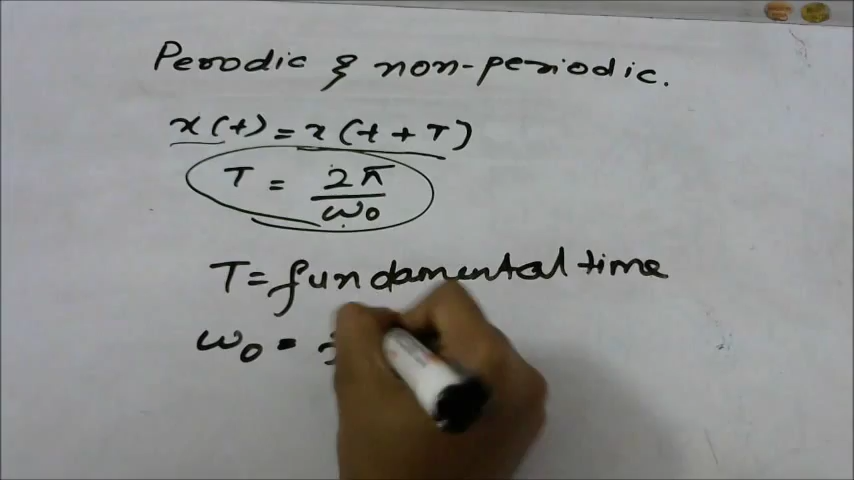 Perodic & non-periodic.
x(t) = x(t + T)
T = 2π/ω0
T = fundamental time
ω0 =